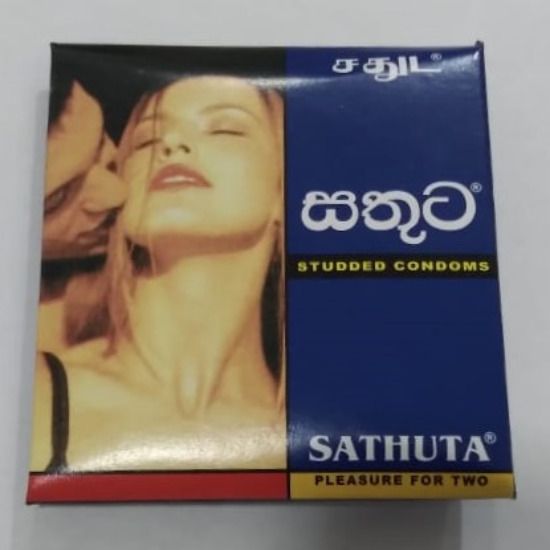 சதுட®
සතුට®
STUDDED CONDOMS
SATHUTA®
PLEASURE FOR TWO